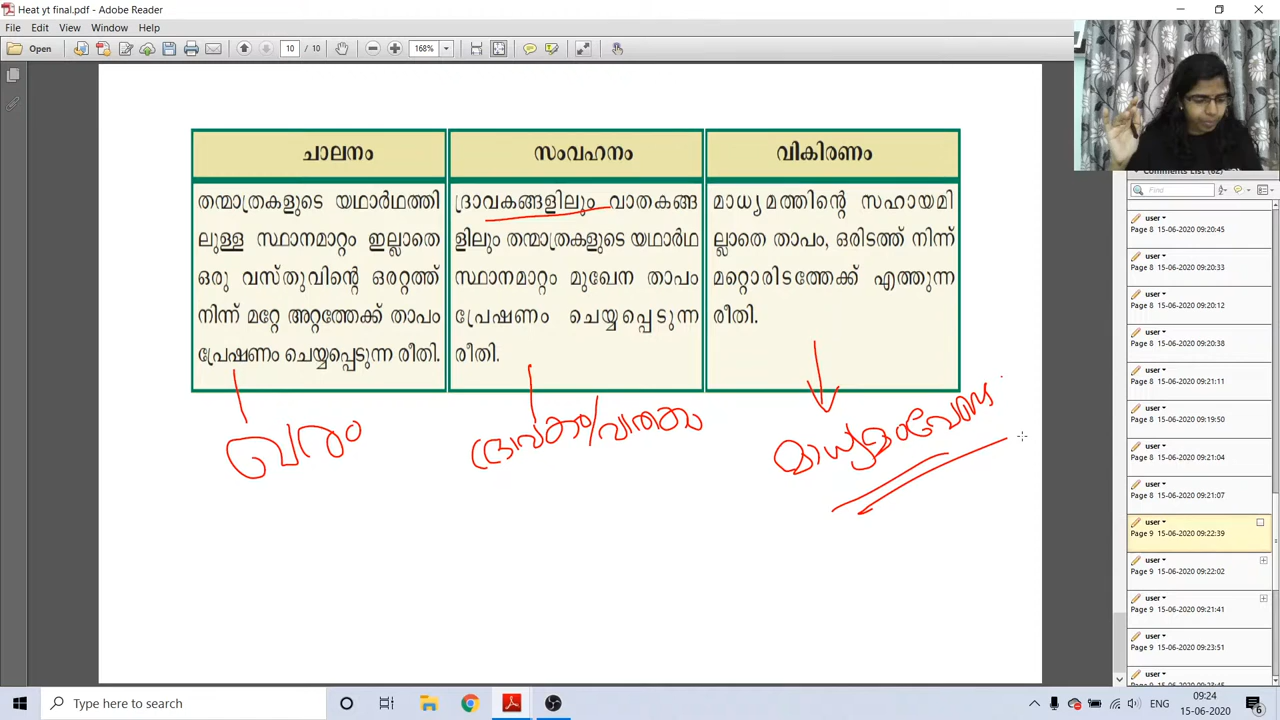 Heat yt final.pdf - Adobe Reader
File Edit View Window Help
Open 10 / 10 168%
ചാലനം
തന്മാത്രകളുടെ യഥാർഥത്തി
ലുള്ള സ്ഥാനമാറ്റം ഇല്ലാതെ
ഒരു വസ്തുവിന്റെ ഒരറ്റത്ത്
നിന്ന് മറ്റേ അറ്റത്തേക്ക് താപം
പ്രേഷണം ചെയ്യപ്പെടുന്ന രീതി.
സംവഹനം
ദ്രാവകങ്ങളിലും വാതകങ്ങ
ളിലും തന്മാത്രകളുടെ യഥാർഥ
സ്ഥാനമാറ്റം മുഖേന താപം
പ്രേഷണം ചെയ്യപ്പെടുന്ന
രീതി.
വികിരണം
മാധ്യമത്തിന്റെ സഹായമി
ല്ലാതെ താപം, ഒരിടത്ത് നിന്ന്
മറ്റൊരിടത്തേക്ക് എത്തുന്ന
രീതി.
ഖരം
ദ്രാവകം/വാതകം
Comments List (62)
Find
user
Page 8 15-06-2020 09:20:45
user
Page 8 15-06-2020 09:20:33
user
Page 8 15-06-2020 09:20:12
user
Page 8 15-06-2020 09:20:38
user
Page 8 15-06-2020 09:21:11
user
Page 8 15-06-2020 09:19:50
user
Page 8 15-06-2020 09:21:04
user
Page 8 15-06-2020 09:21:07
user
Page 9 15-06-2020 09:22:39
user
Page 9 15-06-2020 09:22:02
user
Page 9 15-06-2020 09:21:41
user
Page 9 15-06-2020 09:23:51
user
Type here to search
ENG
09:24
15-06-2020
6